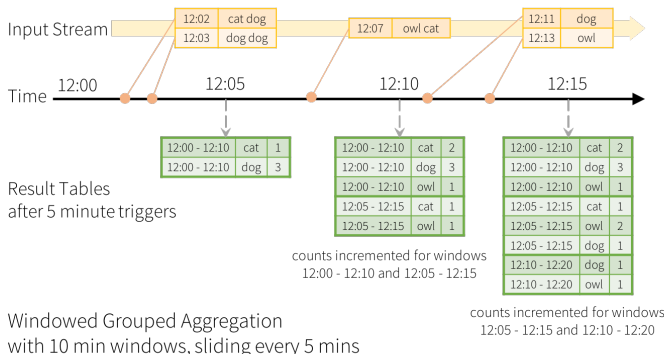 Input Stream
12:02 cat dog
12:03 dog dog
12:07 owl cat
12:11 dog
12:13 owl
Time
12:00
12:05
12:10
12:15
Result Tables
after 5 minute triggers
12:00 - 12:10 cat 1
12:00 - 12:10 dog 3
12:00 - 12:10 cat 2
12:00 - 12:10 dog 3
12:00 - 12:10 owl 1
12:05 - 12:15 cat 1
12:05 - 12:15 owl 1
counts incremented for windows
12:00 - 12:10 and 12:05 - 12:15
12:00 - 12:10 cat 2
12:00 - 12:10 dog 3
12:00 - 12:10 owl 1
12:05 - 12:15 cat 1
12:05 - 12:15 owl 2
12:05 - 12:15 dog 1
12:10 - 12:20 dog 1
12:10 - 12:20 owl 1
counts incremented for windows
12:05 - 12:15 and 12:10 - 12:20
Windowed Grouped Aggregation
with 10 min windows, sliding every 5 mins